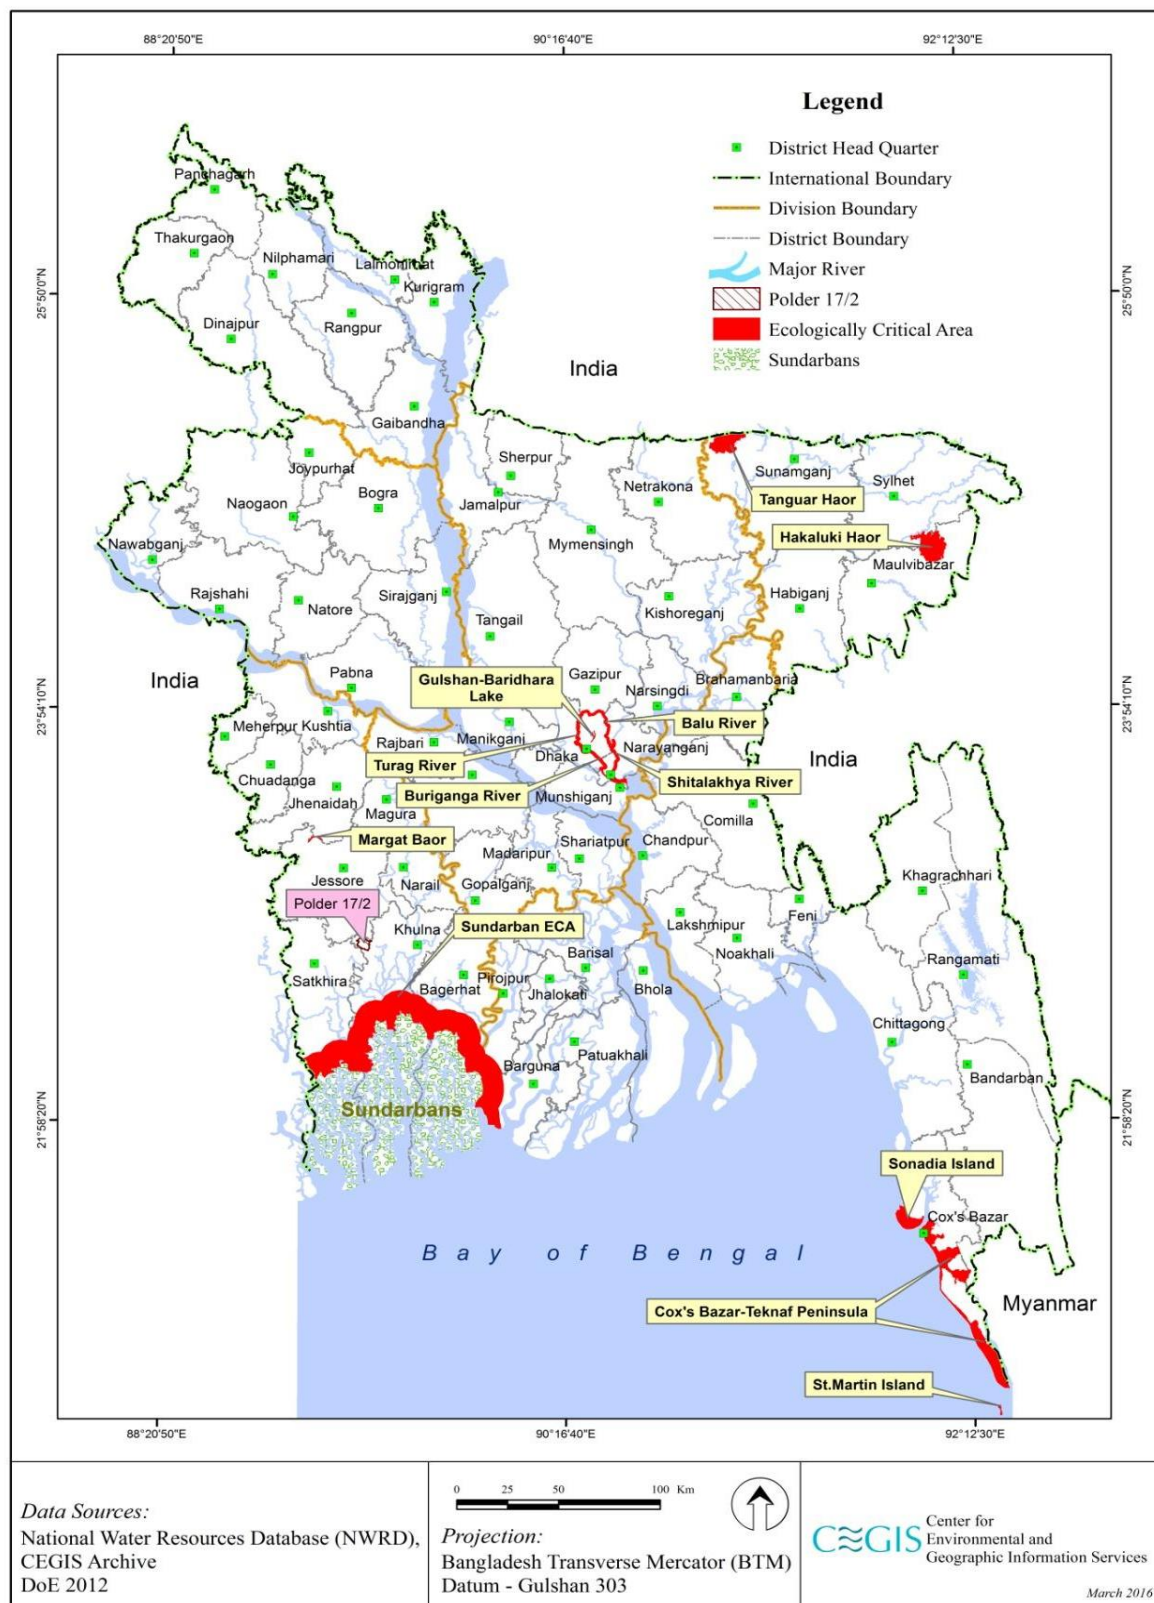 88°20'50"E
90°16'40"E
92°12'30"E
Legend
District Head Quarter
International Boundary
Division Boundary
District Boundary
Major River
Polder 17/2
Ecologically Critical Area
Sundarbans
25°50'0"N
25°50'0"N
Panchagarh
Thakurgaon
Nilphamari
Lalmonirhat
Kurigram
Dinajpur
Rangpur
India
Gaibandha
Joypurhat
Sherpur
Sunamganj
Sylhet
Naogaon
Bogra
Jamalpur
Netrakona
Tanguar Haor
Mymensingh
Hakaluki Haor
Nawabganj
Maulvibazar
Rajshahi
Natore
Sirajganj
Tangail
Kishoreganj
Habiganj
India
Pabna
Gulshan-Baridhara
Lake
Gazipur
Narsingdi
Brahamanbaria
23°54'10"N
23°54'10"N
Meherpur
Kushtia
Rajbari
Manikganj
Balu River
Dhaka
Narayanganj
India
Turag River
Chuadanga
Shitalakhya River
Jhenaidah
Magura
Buriganga River
Munshiganj
Comilla
Margat Baor
Madaripur
Shariatpur
Chandpur
Jessore
Narail
Gopalganj
Khagrachhari
Polder 17/2
Khulna
Sundarban ECA
Lakshmipur
Feni
Noakhali
Satkhira
Bagerhat
Pirojpur
Barisal
Jhalokati
Bhola
Rangamati
Chittagong
Barguna
Patuakhali
Bandarban
Sundarbans
21°58'20"N
21°58'20"N
Sonadia Island
Cox's Bazar
Bay of Bengal
Myanmar
Cox's Bazar-Teknaf Peninsula
St.Martin Island
88°20'50"E
90°16'40"E
92°12'30"E
Data Sources:
National Water Resources Database (NWRD),
CEGIS Archive
DoE 2012
0 25 50 100 Km
Projection:
Bangladesh Transverse Mercator (BTM)
Datum - Gulshan 303
CEGIS
Center for
Environmental and
Geographic Information Services
March 2016